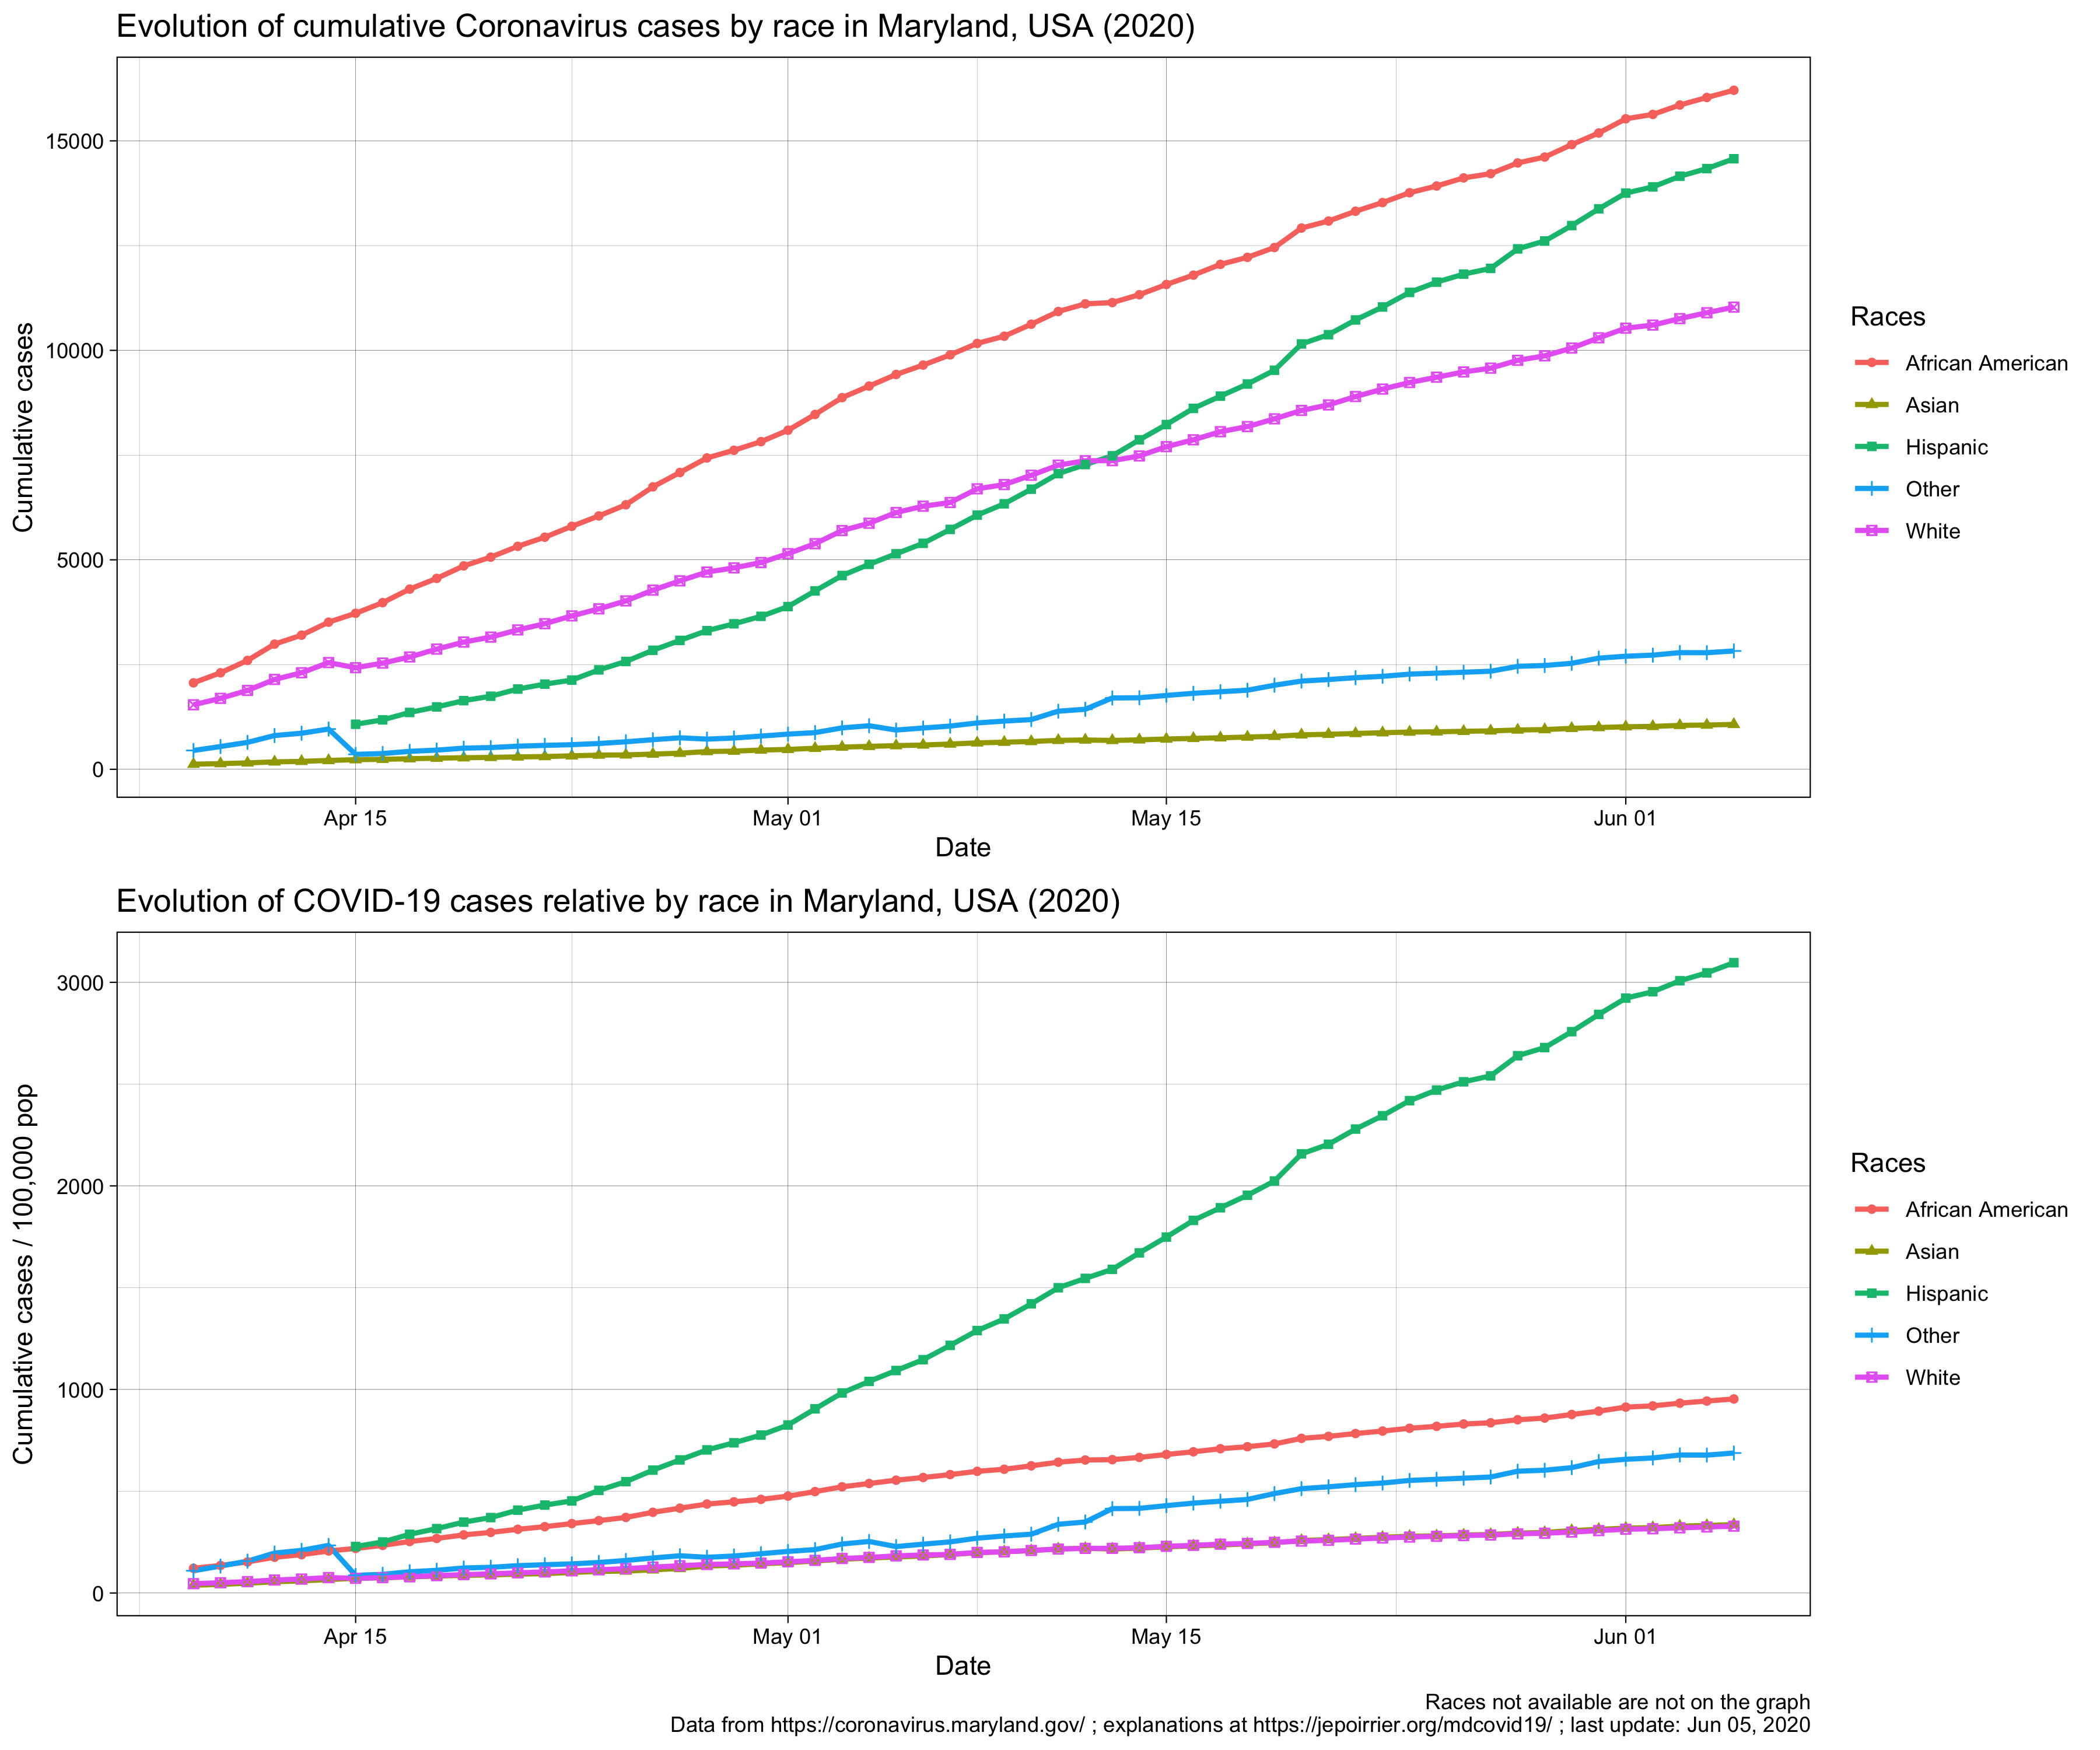 Evolution of cumulative Coronavirus cases by race in Maryland, USA (2020)
Cumulative cases
15000
10000
5000
0
Apr 15
May 01
May 15
Jun 01
Date
Races
African American
Asian
Hispanic
Other
White
Evolution of COVID-19 cases relative by race in Maryland, USA (2020)
Cumulative cases / 100,000 pop
3000
2000
1000
0
Apr 15
May 01
May 15
Jun 01
Date
Races
African American
Asian
Hispanic
Other
White
Races not available are not on the graph
Data from https://coronavirus.maryland.gov/ ; explanations at https://jepoirrier.org/mdcovid19/ ; last update: Jun 05, 2020